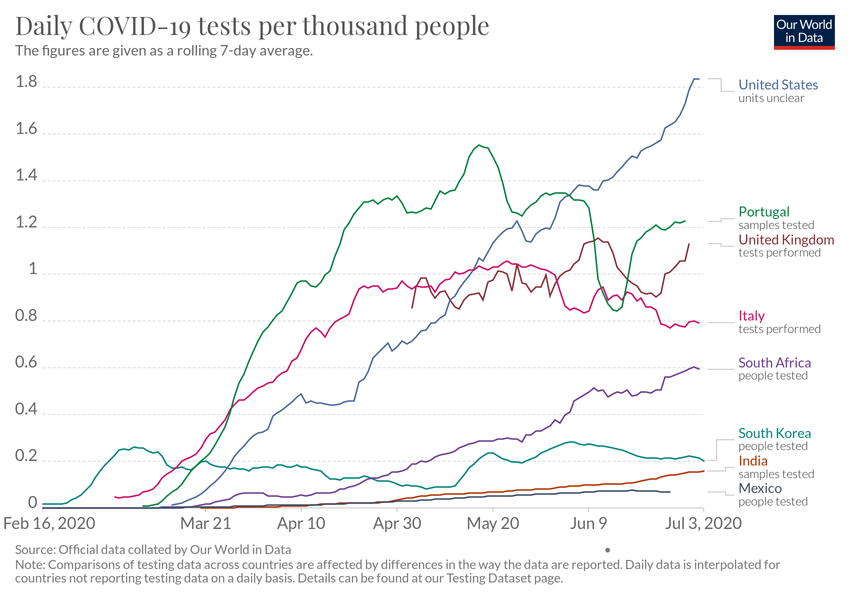 Daily COVID-19 tests per thousand people
The figures are given as a rolling 7-day average.
Our World
in Data
1.8
1.6
1.4
1.2
1
0.8
0.6
0.4
0.2
0
United States
units unclear
Portugal
samples tested
United Kingdom
tests performed
Italy
tests performed
South Africa
people tested
South Korea
people tested
India
samples tested
Mexico
people tested
Feb 16, 2020 Mar 21 Apr 10 Apr 30 May 20 Jun 9 Jul 3, 2020
Source: Official data collated by Our World in Data
Note: Comparisons of testing data across countries are affected by differences in the way the data are reported. Daily data is interpolated for
countries not reporting testing data on a daily basis. Details can be found at our Testing Dataset page.